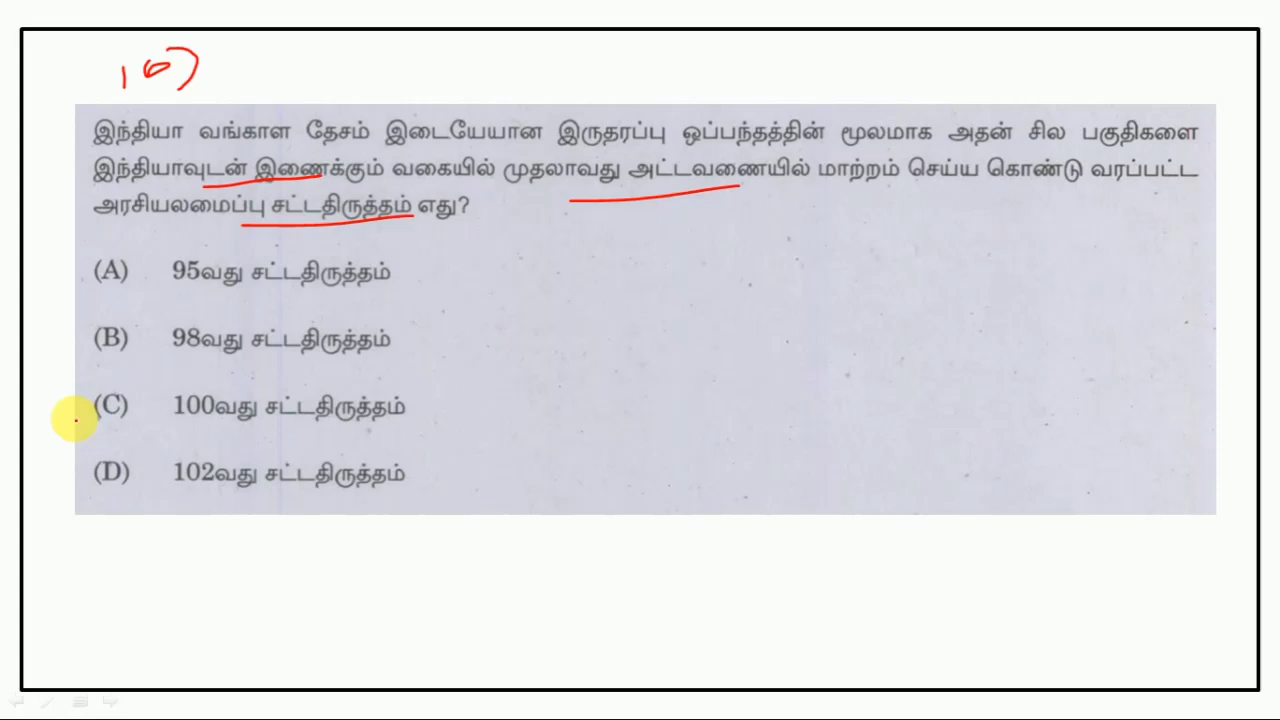 இந்தியா வங்காள தேசம் இடையேயான இருதரப்பு ஒப்பந்தத்தின் மூலமாக அதன் சில பகுதிகளை
இந்தியாவுடன் இணைக்கும் வகையில் முதலாவது அட்டவணையில் மாற்றம் செய்ய கொண்டு வரப்பட்ட
அரசியலமைப்பு சட்டதிருத்தம் எது?
(A) 95வது சட்டதிருத்தம்
(B) 98வது சட்டதிருத்தம்
(C) 100வது சட்டதிருத்தம்
(D) 102வது சட்டதிருத்தம்